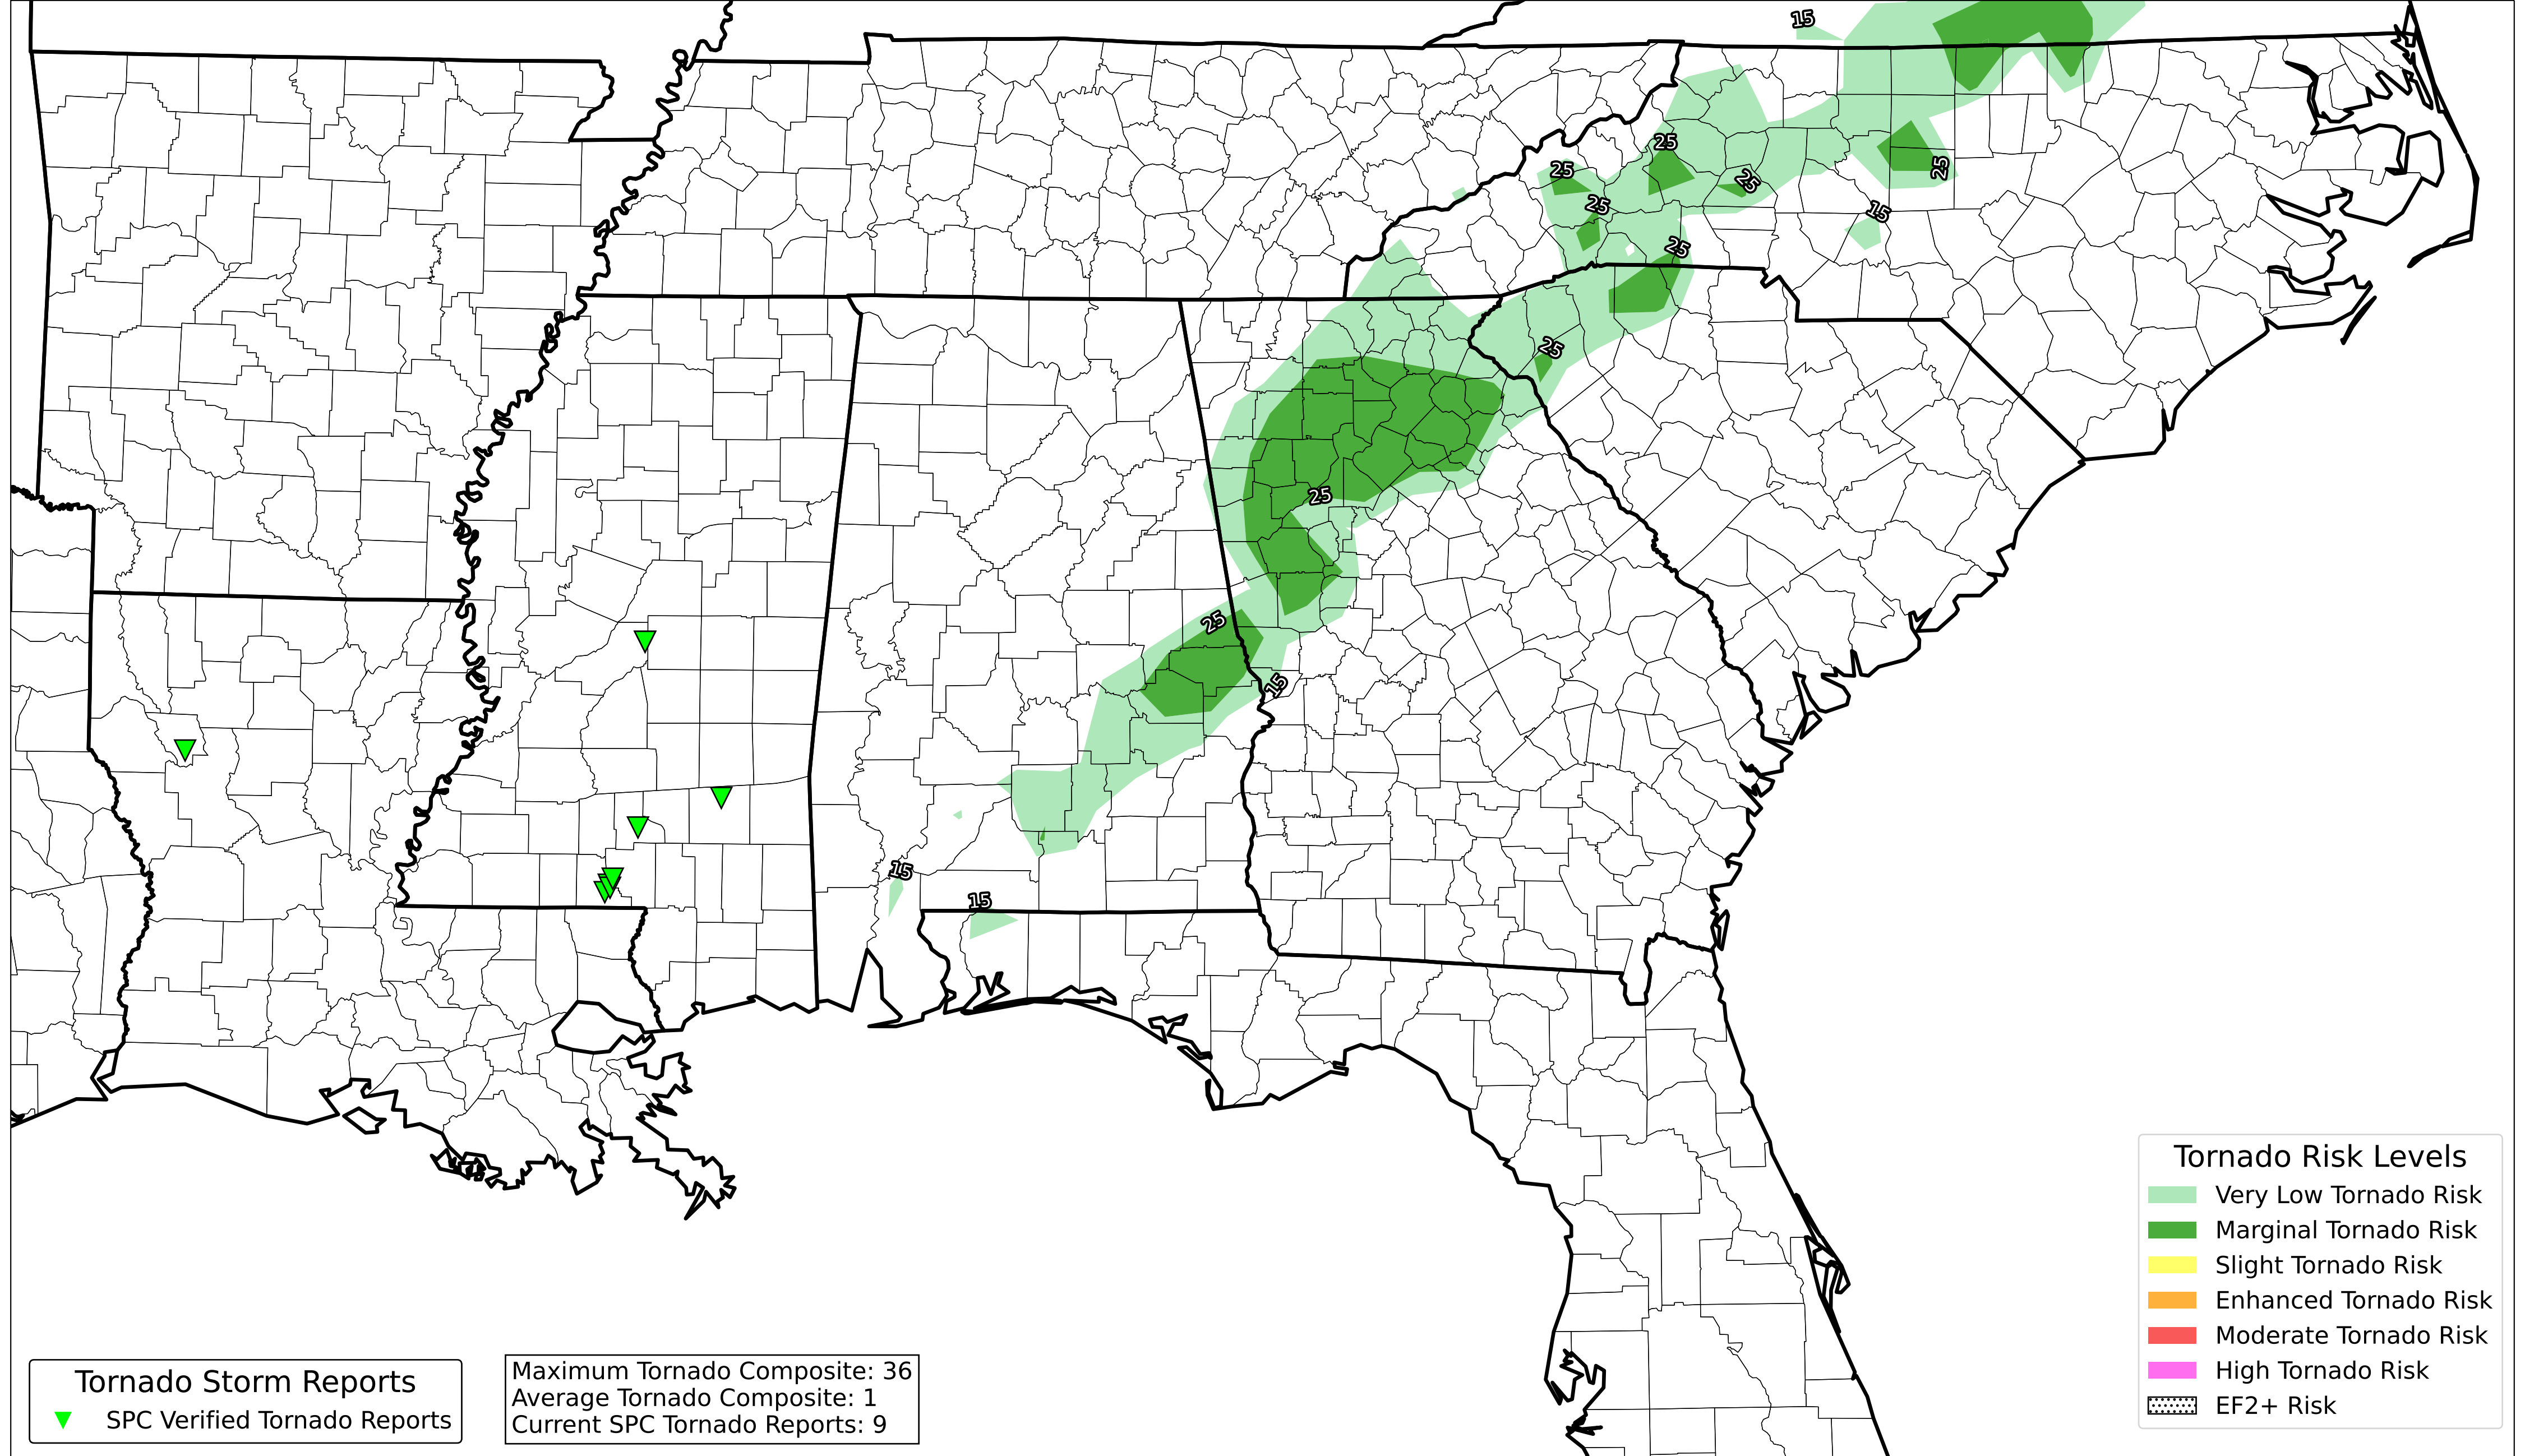 15
25
25
25
25
25
15
25
25
25
25
15
15
15
Tornado Risk Levels
Very Low Tornado Risk
Marginal Tornado Risk
Slight Tornado Risk
Enhanced Tornado Risk
Moderate Tornado Risk
High Tornado Risk
EF2+ Risk
Tornado Storm Reports
SPC Verified Tornado Reports
Maximum Tornado Composite: 36
Average Tornado Composite: 1
Current SPC Tornado Reports: 9